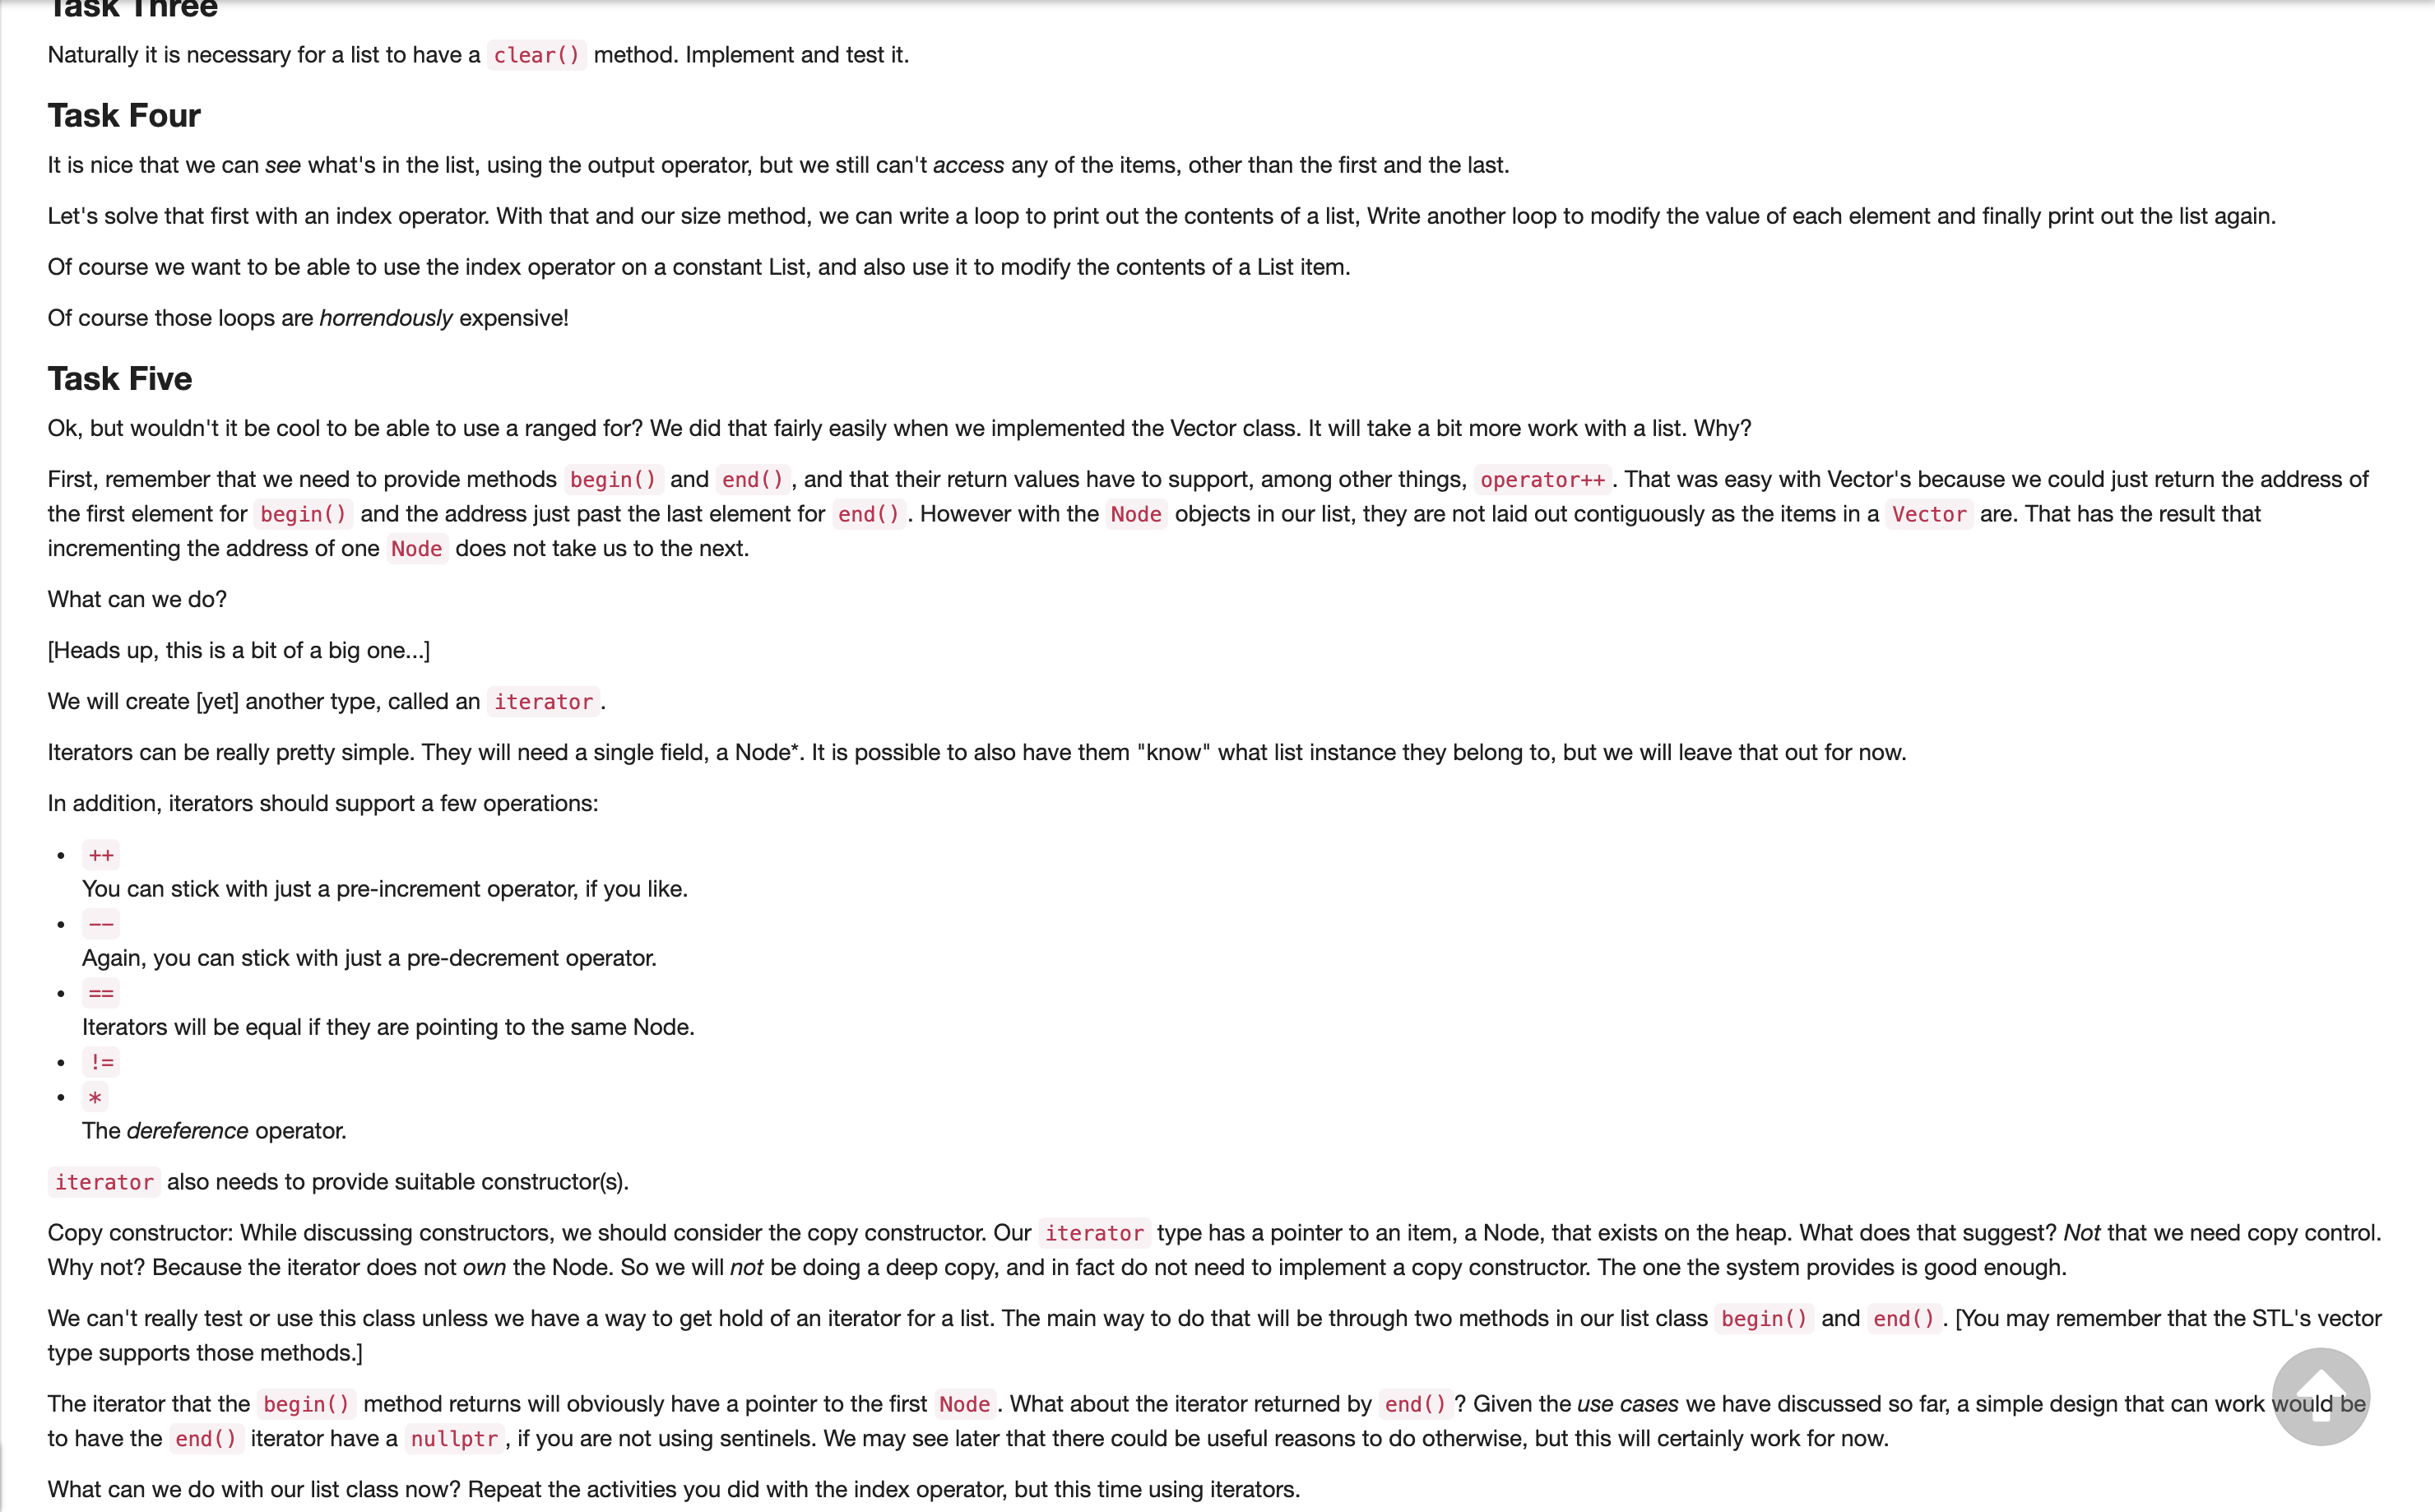 Task Three
Naturally it is necessary for a list to have a clear() method. Implement and test it.
Task Four
It is nice that we can see what's in the list, using the output operator, but we still can't access any of the items, other than the first and the last.
Let's solve that first with an index operator. With that and our size method, we can write a loop to print out the contents of a list, Write another loop to modify the value of each element and finally print out the list again.
Of course we want to be able to use the index operator on a constant List, and also use it to modify the contents of a List item.
Of course those loops are horrendously expensive!
Task Five
Ok, but wouldn't it be cool to be able to use a ranged for? We did that fairly easily when we implemented the Vector class. It will take a bit more work with a list. Why?
First, remember that we need to provide methods begin() and end(), and that their return values have to support, among other things, operator++. That was easy with Vector's because we could just return the address of
the first element for begin() and the address just past the last element for end(). However with the Node objects in our list, they are not laid out contiguously as the items in a Vector are. That has the result that
incrementing the address of one Node does not take us to the next.
What can we do?
[Heads up, this is a bit of a big one...]
We will create [yet] another type, called an iterator.
Iterators can be really pretty simple. They will need a single field, a Node*. It is possible to also have them "know" what list instance they belong to, but we will leave that out for now.
In addition, iterators should support a few operations:
• ++
You can stick with just a pre-increment operator, if you like.
• --
Again, you can stick with just a pre-decrement operator.
• ==
Iterators will be equal if they are pointing to the same Node.
• !=
• *
The dereference operator.
iterator also needs to provide suitable constructor(s).
Copy constructor: While discussing constructors, we should consider the copy constructor. Our iterator type has a pointer to an item, a Node, that exists on the heap. What does that suggest? Not that we need copy control.
Why not? Because the iterator does not own the Node. So we will not be doing a deep copy, and in fact do not need to implement a copy constructor. The one the system provides is good enough.
We can't really test or use this class unless we have a way to get hold of an iterator for a list. The main way to do that will be through two methods in our list class begin() and end(). [You may remember that the STL's vector
type supports those methods.]
The iterator that the begin() method returns will obviously have a pointer to the first Node. What about the iterator returned by end()? Given the use cases we have discussed so far, a simple design that can work would be
to have the end() iterator have a nullptr, if you are not using sentinels. We may see later that there could be useful reasons to do otherwise, but this will certainly work for now.
What can we do with our list class now? Repeat the activities you did with the index operator, but this time using iterators.